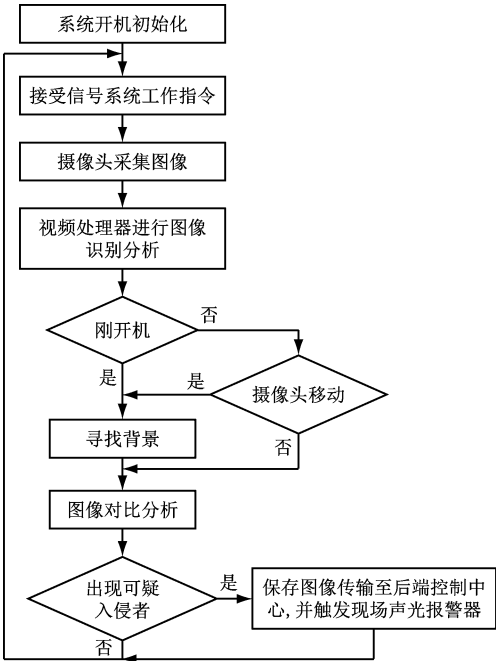 系统开机初始化
接受信号系统工作指令
摄像头采集图像
视频处理器进行图像
识别分析
刚开机
否
是
摄像头移动
是
否
寻找背景
图像对比分析
出现可疑
入侵者
是
否
保存图像传输至后端控制中
心,并触发现场声光报警器